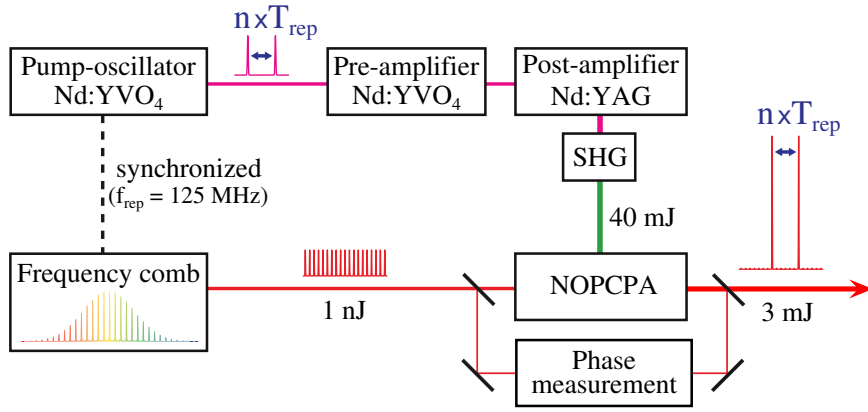 n×T_rep
Pump-oscillator
Nd:YVO₄
Pre-amplifier
Nd:YVO₄
Post-amplifier
Nd:YAG
n×T_rep
SHG
synchronized
(f_rep = 125 MHz)
40 mJ
Frequency comb
NOPCPA
1 nJ
3 mJ
Phase
measurement